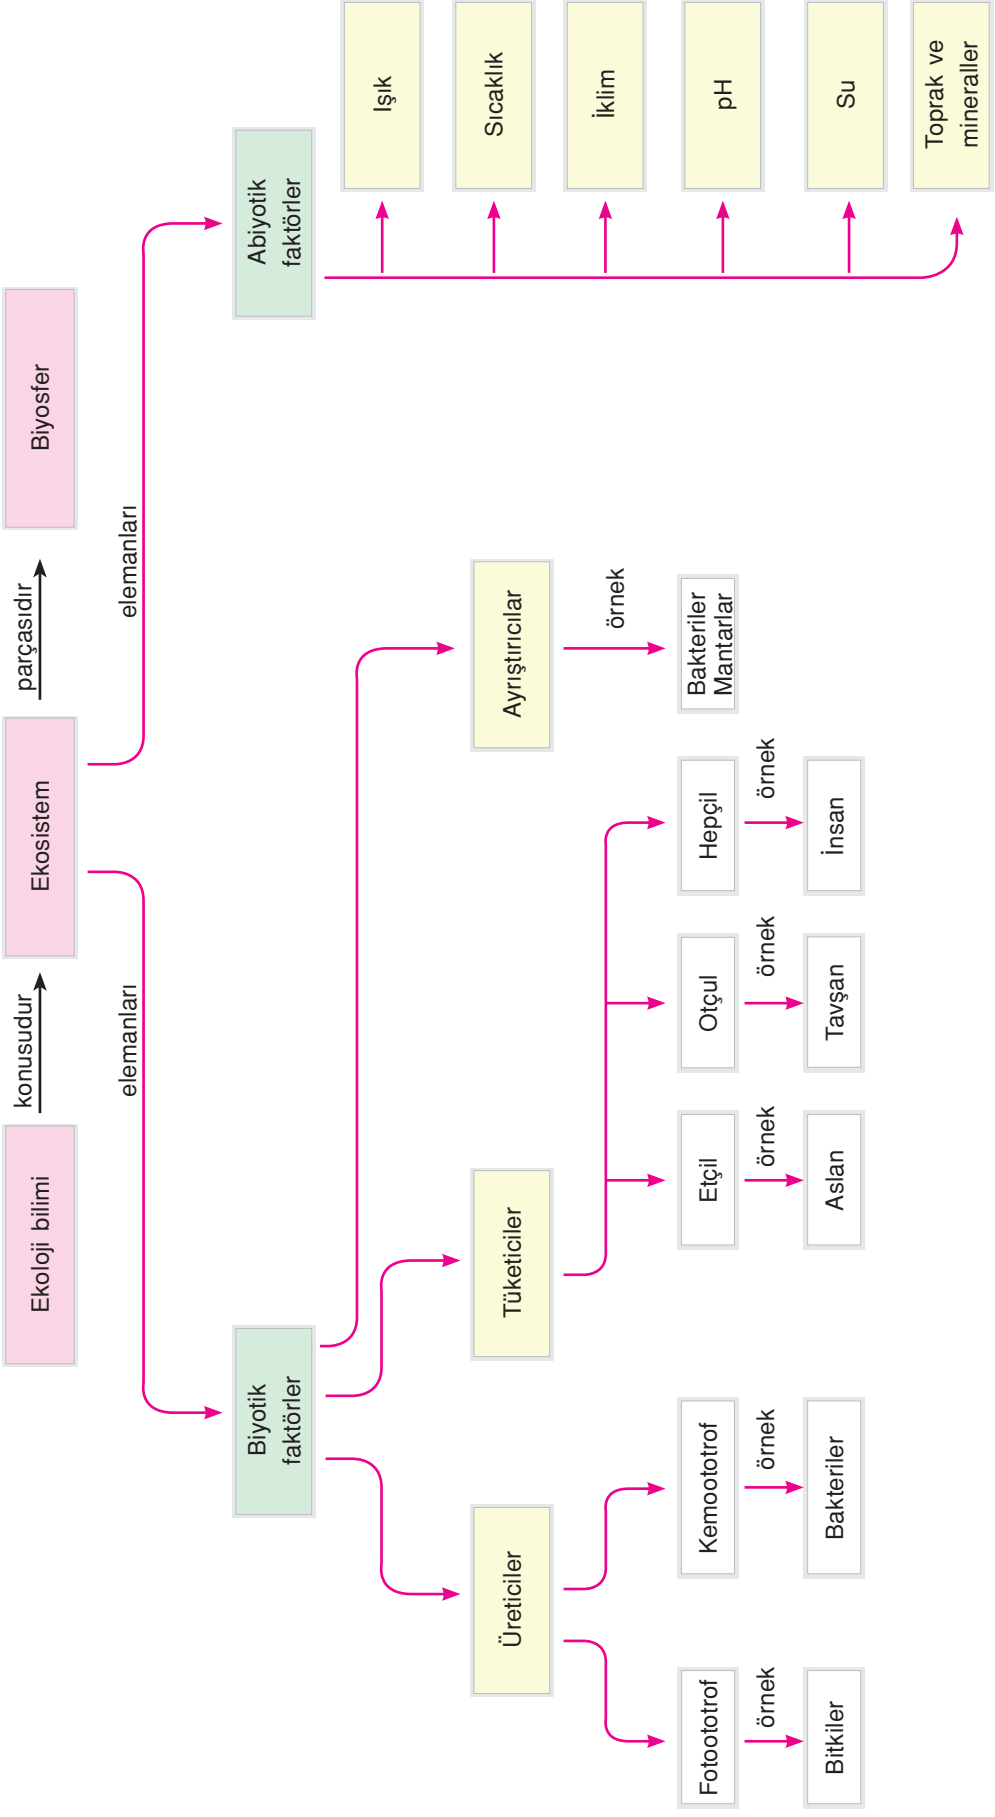 Ekoloji bilimi
konusudur
Ekosistem
parçasıdır
Biyosfer
elemanları
elemanları
Biyotik
faktörler
Abiyotik
faktörler
Üreticiler
Tüketiciler
Ayrıştırıcılar
örnek
Işık
Sıcaklık
İklim
pH
Su
Toprak ve
mineraller
Fotoototrof
Kemoototrof
Etçil
Otçul
Hepçil
Bakteriler
Mantarlar
örnek
örnek
örnek
örnek
örnek
Bitkiler
Bakteriler
Aslan
Tavşan
İnsan